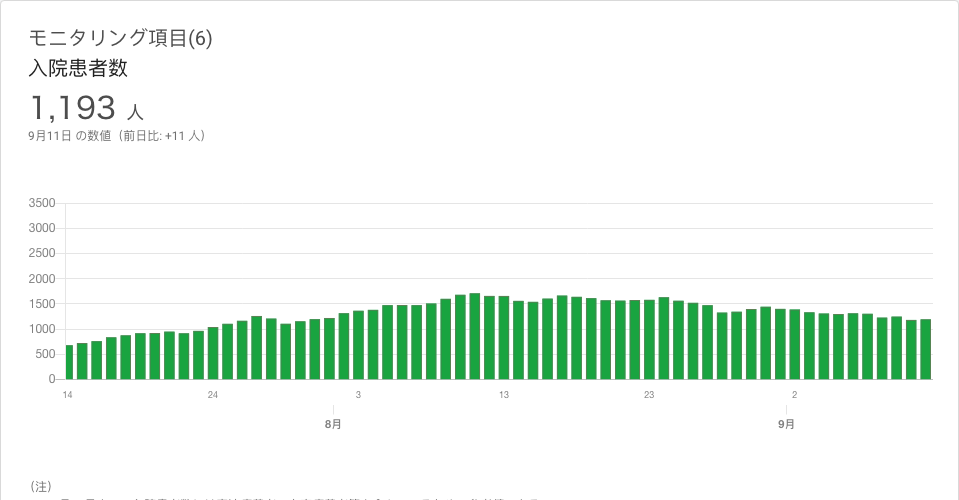 モニタリング項目(6)
入院患者数
1,193 人
9月11日 の数値（前日比: +11 人）
3500
3000
2500
2000
1500
1000
500
0
14 24 3 13 23 2
8月 9月
（注）